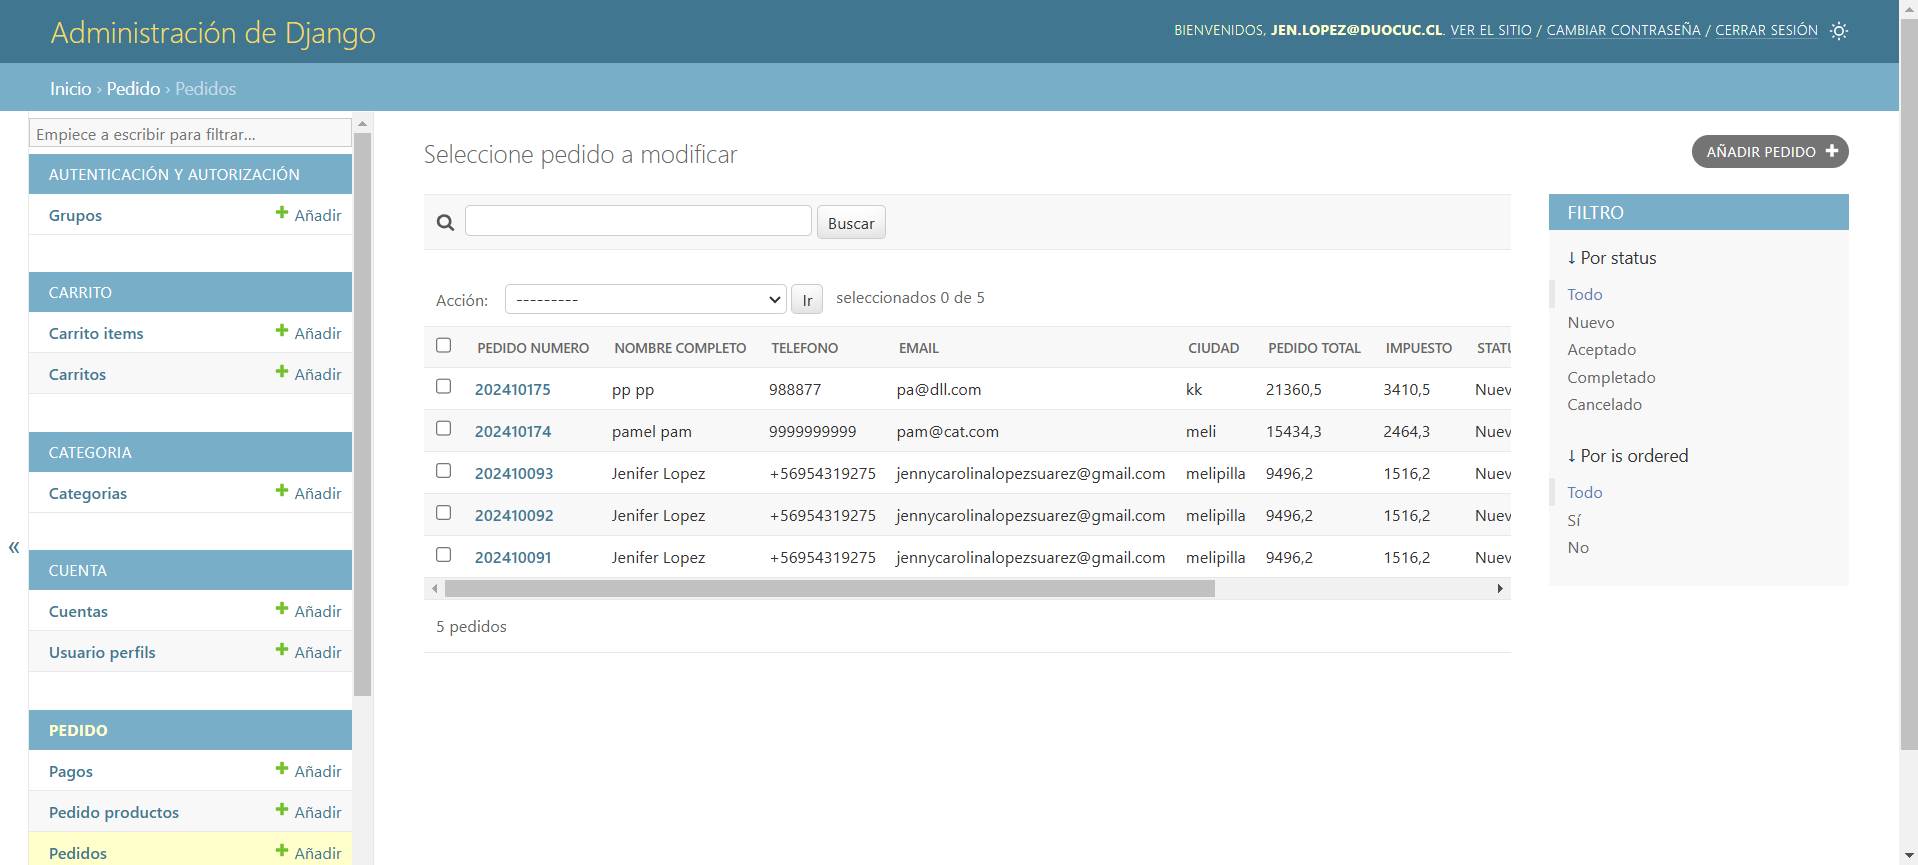 Administración de Django
BIENVENIDOS, JEN.LOPEZ@DUOCUC.CL. VER EL SITIO / CAMBIAR CONTRASEÑA / CERRAR SESIÓN
Inicio › Pedido › Pedidos
Empiece a escribir para filtrar...
AUTENTICACIÓN Y AUTORIZACIÓN
Grupos Añadir
CARRITO
Carrito items Añadir
Carritos Añadir
CATEGORIA
Categorias Añadir
CUENTA
Cuentas Añadir
Usuario perfils Añadir
PEDIDO
Pagos Añadir
Pedido productos Añadir
Pedidos Añadir
«
Seleccione pedido a modificar
AÑADIR PEDIDO +
Buscar
Acción: --------- Ir seleccionados 0 de 5
PEDIDO NUMERO NOMBRE COMPLETO TELEFONO EMAIL CIUDAD PEDIDO TOTAL IMPUESTO STATU
202410175 pp pp 988877 pa@dll.com kk 21360,5 3410,5 Nuev
202410174 pamel pam 9999999999 pam@cat.com meli 15434,3 2464,3 Nuev
202410093 Jenifer Lopez +56954319275 jennycarolinalopezsuarez@gmail.com melipilla 9496,2 1516,2 Nuev
202410092 Jenifer Lopez +56954319275 jennycarolinalopezsuarez@gmail.com melipilla 9496,2 1516,2 Nuev
202410091 Jenifer Lopez +56954319275 jennycarolinalopezsuarez@gmail.com melipilla 9496,2 1516,2 Nuev
5 pedidos
FILTRO
↓ Por status
Todo
Nuevo
Aceptado
Completado
Cancelado
↓ Por is ordered
Todo
Sí
No